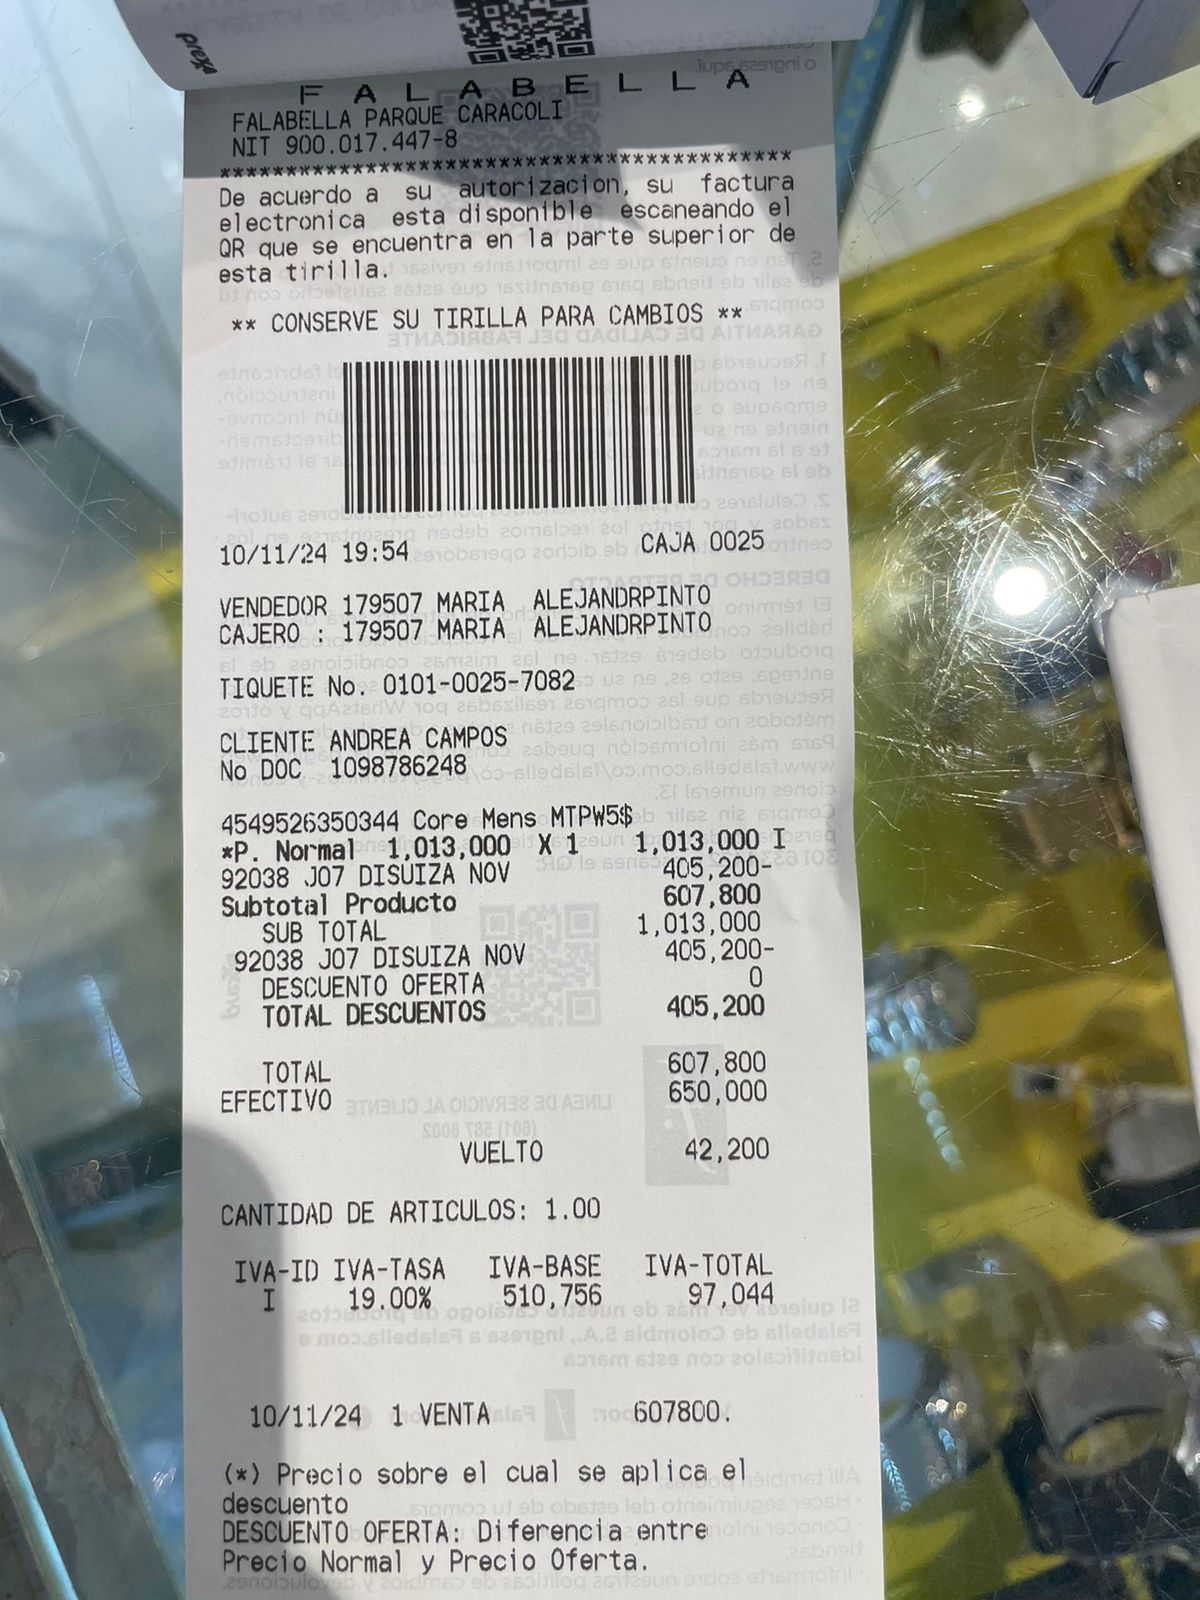 F A L A B E L L A
FALABELLA PARQUE CARACOLI
NIT 900.017.447-8
*******************************************
De acuerdo a su autorizacion, su factura
electronica esta disponible escaneando el
QR que se encuentra en la parte superior de
esta tirilla.
** CONSERVE SU TIRILLA PARA CAMBIOS **
10/11/24 19:54 CAJA 0025
VENDEDOR 179507 MARIA ALEJANDRPINTO
CAJERO : 179507 MARIA ALEJANDRPINTO
TIQUETE No. 0101-0025-7082
CLIENTE ANDREA CAMPOS
No DOC 1098786248
4549526350344 Core Mens MTPW5$
*P. Normal 1,013,000 X 1 1,013,000 I
92038 J07 DISUIZA NOV 405,200-
Subtotal Producto 607,800
SUB TOTAL 1,013,000
92038 J07 DISUIZA NOV 405,200-
DESCUENTO OFERTA 0
TOTAL DESCUENTOS 405,200
TOTAL 607,800
EFECTIVO 650,000
VUELTO 42,200
CANTIDAD DE ARTICULOS: 1.00
IVA-ID IVA-TASA IVA-BASE IVA-TOTAL
I 19.00% 510,756 97,044
10/11/24 1 VENTA 607800.
(*) Precio sobre el cual se aplica el
descuento
DESCUENTO OFERTA: Diferencia entre
Precio Normal y Precio Oferta.